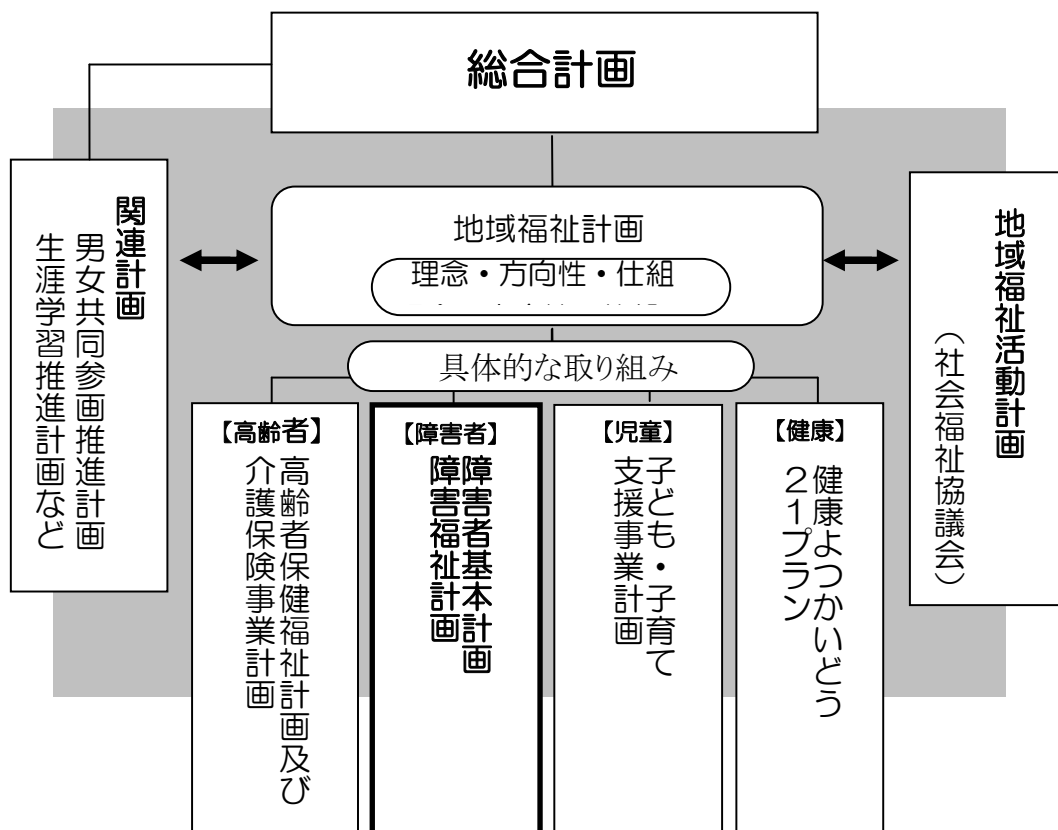 総合計画
関連計画
男女共同参画推進計画
生涯学習推進計画など
地域福祉計画
理念・方向性・仕組
地域福祉活動計画
（社会福祉協議会）
具体的な取り組み
【高齢者】
高齢者保健福祉計画及び
介護保険事業計画
【障害者】
障害者基本計画
障害福祉計画
【児童】
子ども・子育て
支援事業計画
【健康】
健康よつかいどう
２１プラン